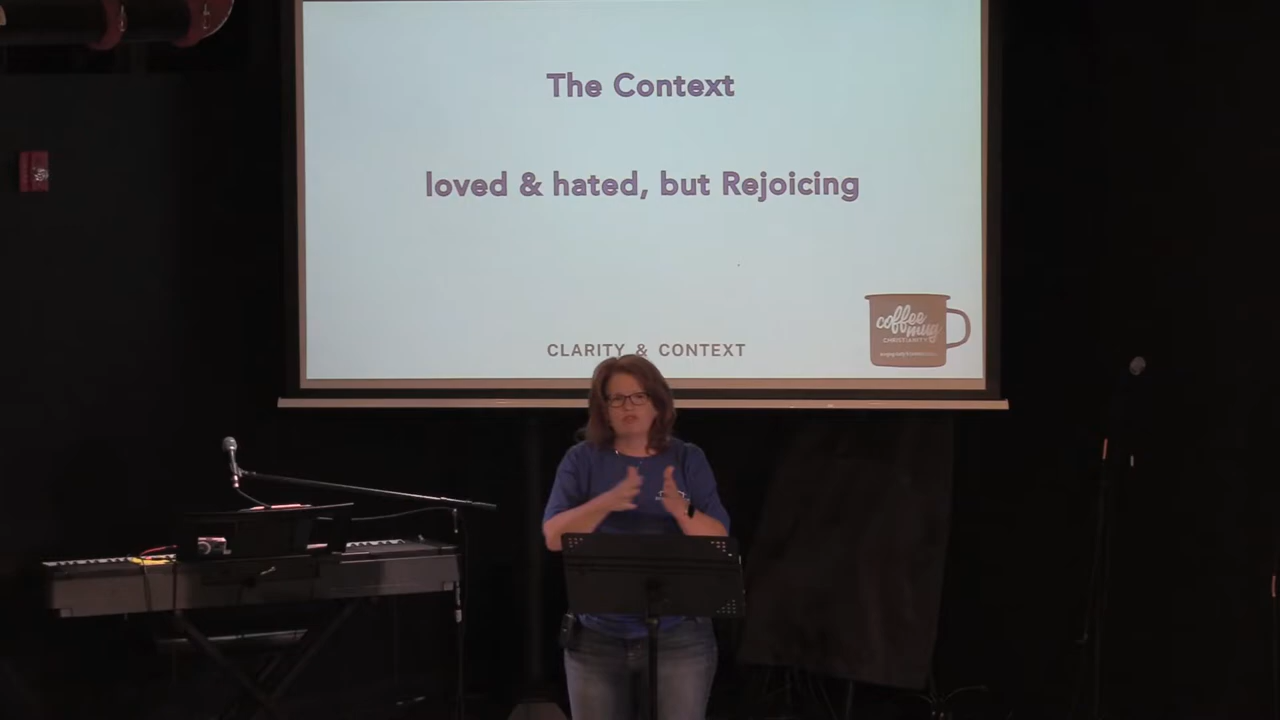 The Context
loved & hated, but Rejoicing
coffee
mug
CHRISTIANITY
CLARITY & CONTEXT